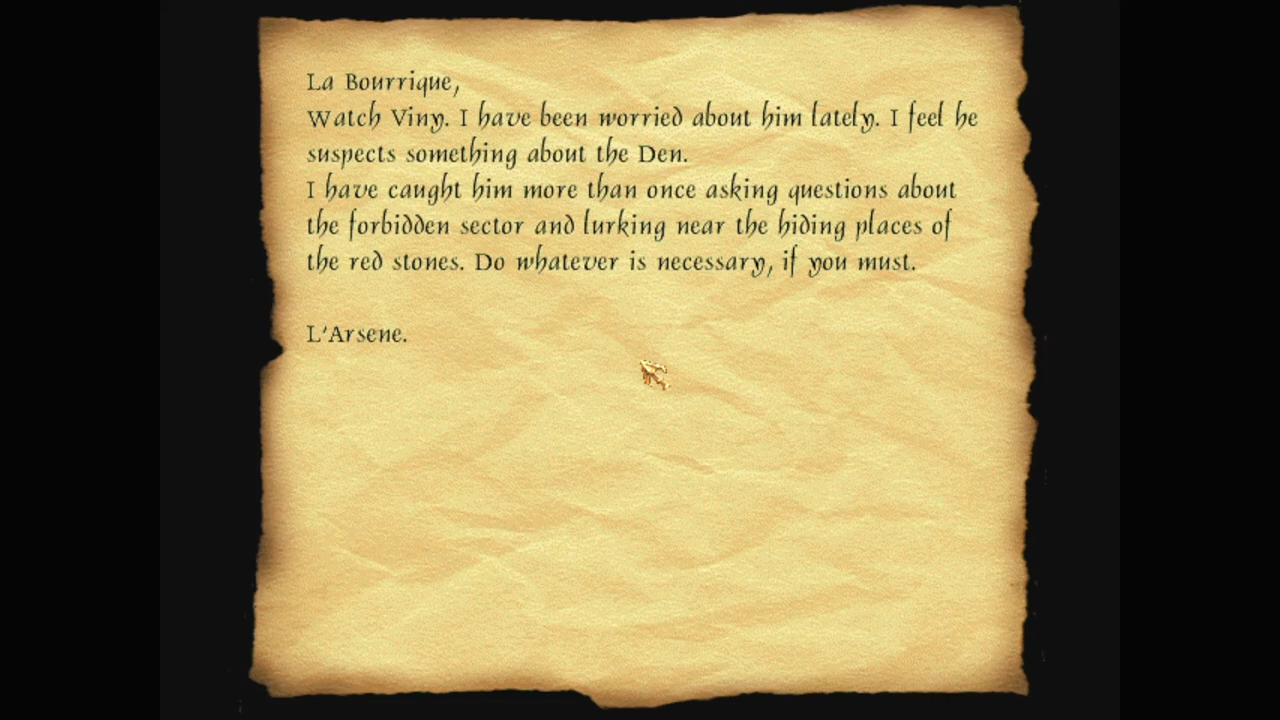 La Bourrique,
Watch Viny. I have been worried about him lately. I feel he
suspects something about the Den.
I have caught him more than once asking questions about
the forbidden sector and lurking near the hiding places of
the red stones. Do whatever is necessary, if you must.
L'Arsene.